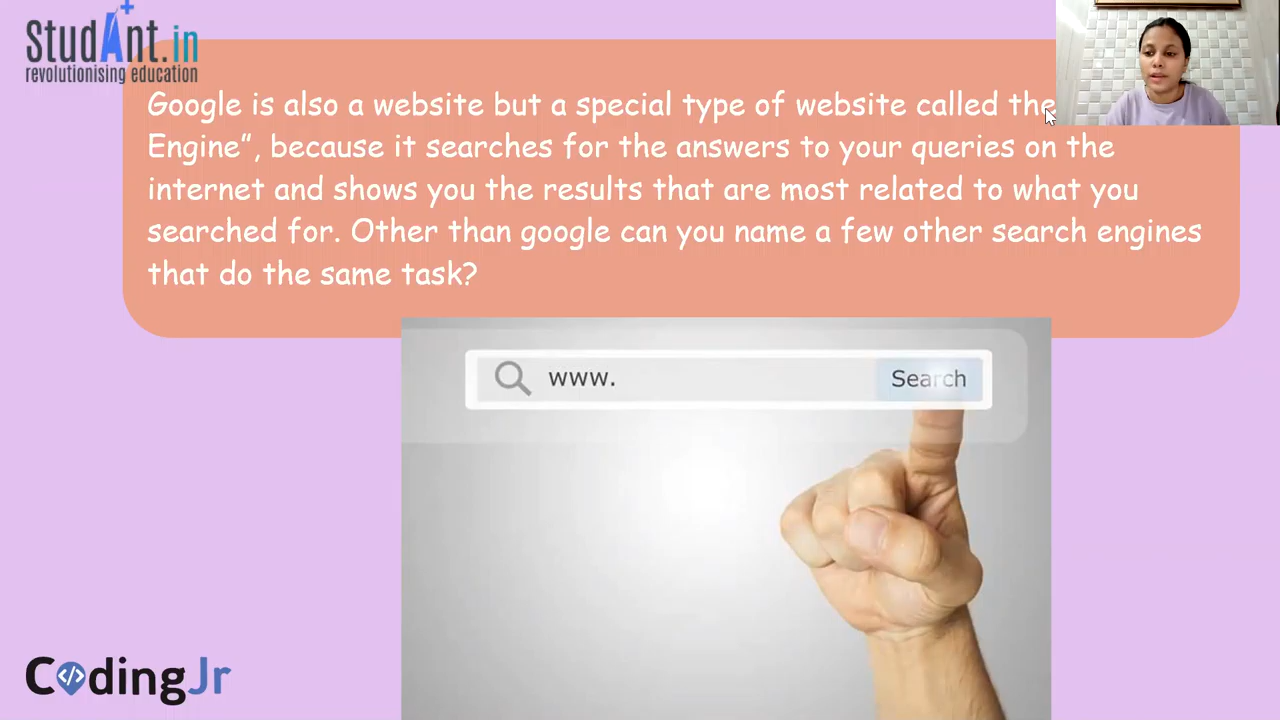 StudAnt.in
revolutionising education
Google is also a website but a special type of website called the
Engine”, because it searches for the answers to your queries on the
internet and shows you the results that are most related to what you
searched for. Other than google can you name a few other search engines
that do the same task?
www.
Search
CodingJr